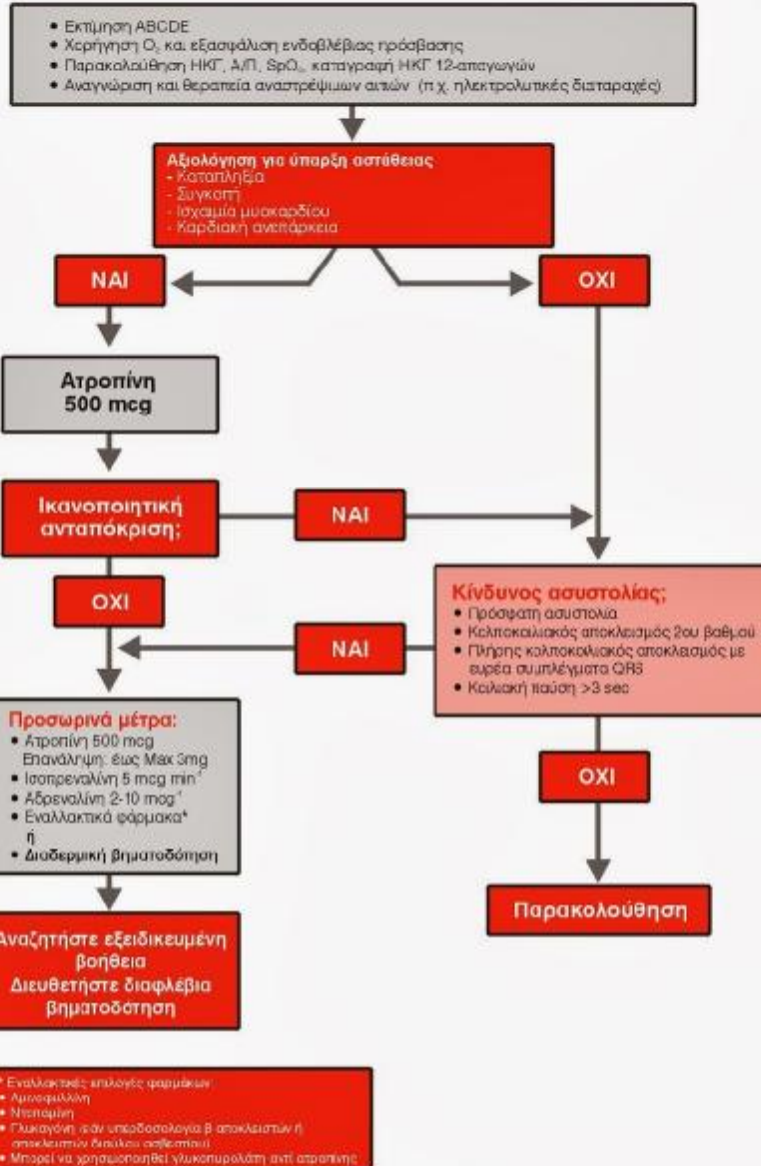 • Εκτίμηση ABCDE
• Χορήγηση O₂ και εξασφάλιση ενδοβλέβιας πρόσβασης
• Παρακολούθηση ΗΚΓ, Α/Π, SpO₂, καταγραφή ΗΚΓ 12-απαγωγών
• Αναγνώριση και θεραπεία αναστρέψιμων αιτιών (π.χ. ηλεκτρολυτικές διαταραχές)
Αξιολόγηση για ύπαρξη αστάθειας
- Καταπληξία
- Συγκοπή
- Ισχαιμία μυοκαρδίου
- Καρδιακή ανεπάρκεια
ΝΑΙ
ΟΧΙ
Ατροπίνη
500 mcg
Ικανοποιητική
ανταπόκριση;
ΝΑΙ
ΟΧΙ
Κίνδυνος ασυστολίας;
• Πρόσφατη ασυστολία
• Κολποκοιλιακός αποκλεισμός 2ου βαθμού
• Πλήρης κολποκοιλιακός αποκλεισμός με
ευρέα συμπλέγματα QRS
• Κοιλιακή παύση >3 sec
ΝΑΙ
ΟΧΙ
Προσωρινά μέτρα:
• Ατροπίνη 500 mcg
Επανάληψη: έως Max 3mg
• Ισοπρεναλίνη 5 mcg min⁻¹
• Αδρεναλίνη 2-10 mcg⁻¹
• Εναλλακτικά φάρμακα*
ή
• Διαδερμική βηματοδότηση
Παρακολούθηση
Αναζητήστε εξειδικευμένη
βοήθεια
Διευθετήστε διαφλέβια
βηματοδότηση
* Εναλλακτικές επιλογές φαρμάκων:
• Αμινοφυλλίνη
• Ντοπαμίνη
• Γλυκαγόνη (εάν υπερδοσολογία β αποκλειστών ή
αποκλειστών διαύλου ασβεστίου)
• Μπορεί να χρησιμοποιηθεί γλυκοπυρολάτη αντί ατροπίνης